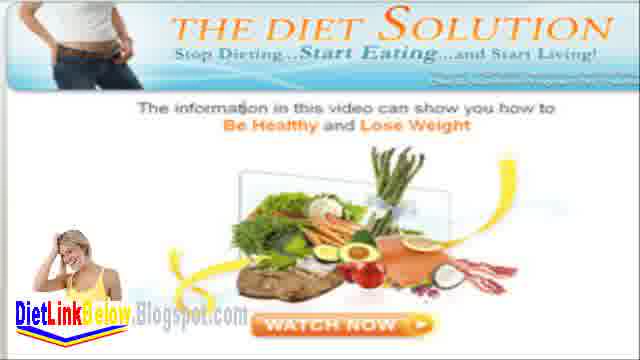 THE DIET SOLUTION
Stop Dieting...Start Eating...and Start Living!
The information in this video can show you how to
Be Healthy and Lose Weight
DietLinkBelow.Blogspot.com
WATCH NOW